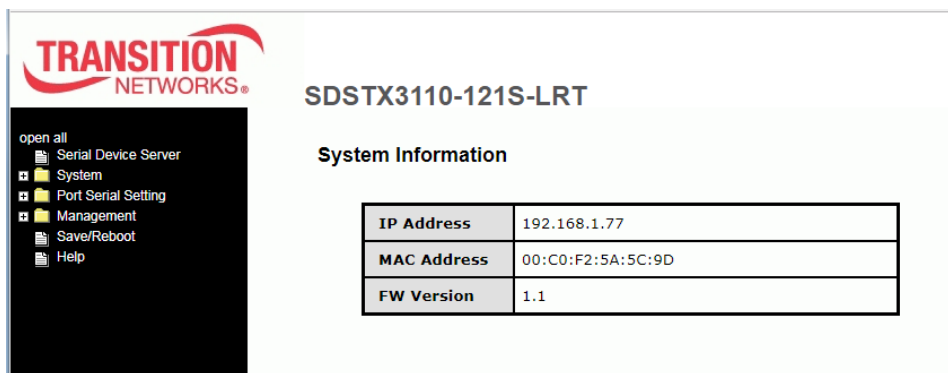 TRANSITION
NETWORKS®
SDSTX3110-121S-LRT
open all
Serial Device Server
System
Port Serial Setting
Management
Save/Reboot
Help
System Information
IP Address 192.168.1.77
MAC Address 00:C0:F2:5A:5C:9D
FW Version 1.1